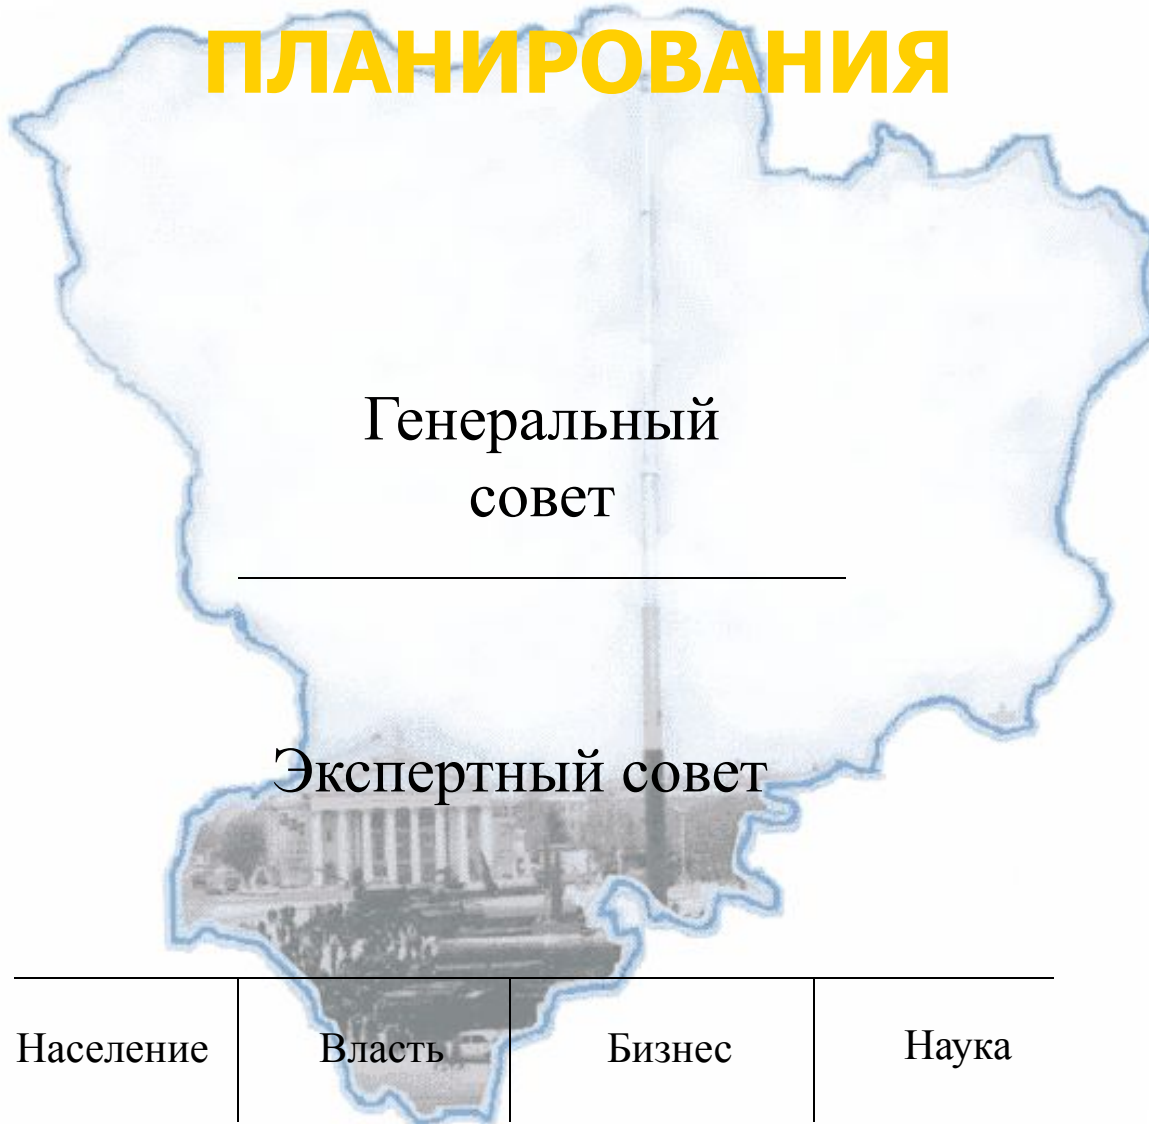 ПЛАНИРОВАНИЯ
Генеральный
совет
Экспертный совет
Население Власть Бизнес Наука